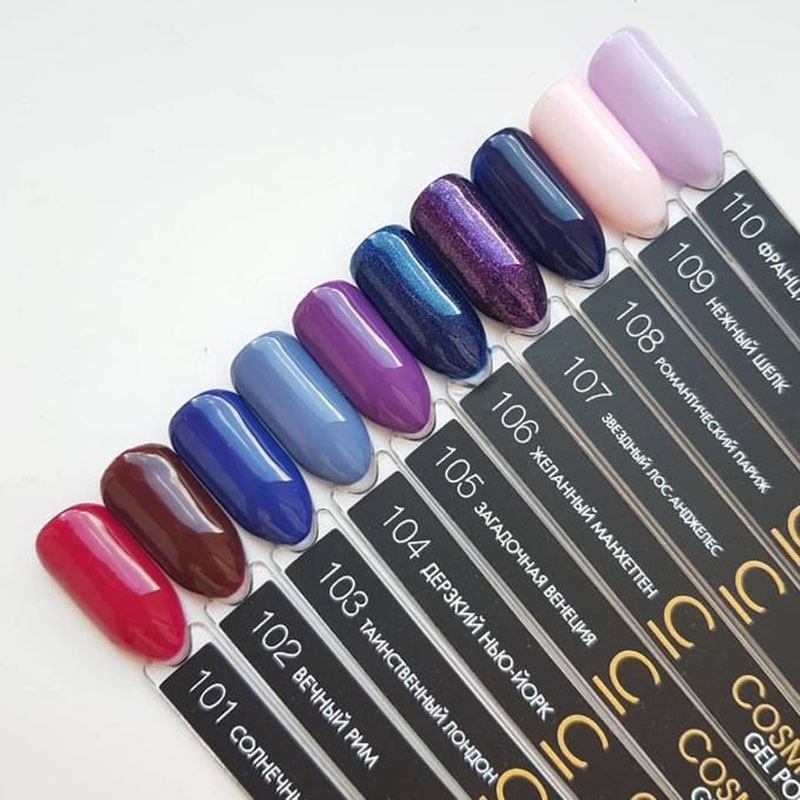 101 СОЛНЕЧНЫ
102 ВЕЧНЫЙ РИМ
103 ТАИНСТВЕННЫЙ ЛОНДОН
104 ДЕРЗКИЙ НЬЮ-ЙОРК
105 ЗАГАДОЧНАЯ ВЕНЕЦИЯ
106 ЖЕЛАННЫЙ МАНХЕТТЕН
107 ЗВЕЗДНЫЙ ЛОС-АНДЖЕЛЕС
108 РОМАНТИЧЕСКИЙ ПАРИЖ
109 НЕЖНЫЙ ШЕЛК
110 ФРАНЦ
COSM
GEL PO
COSM
G